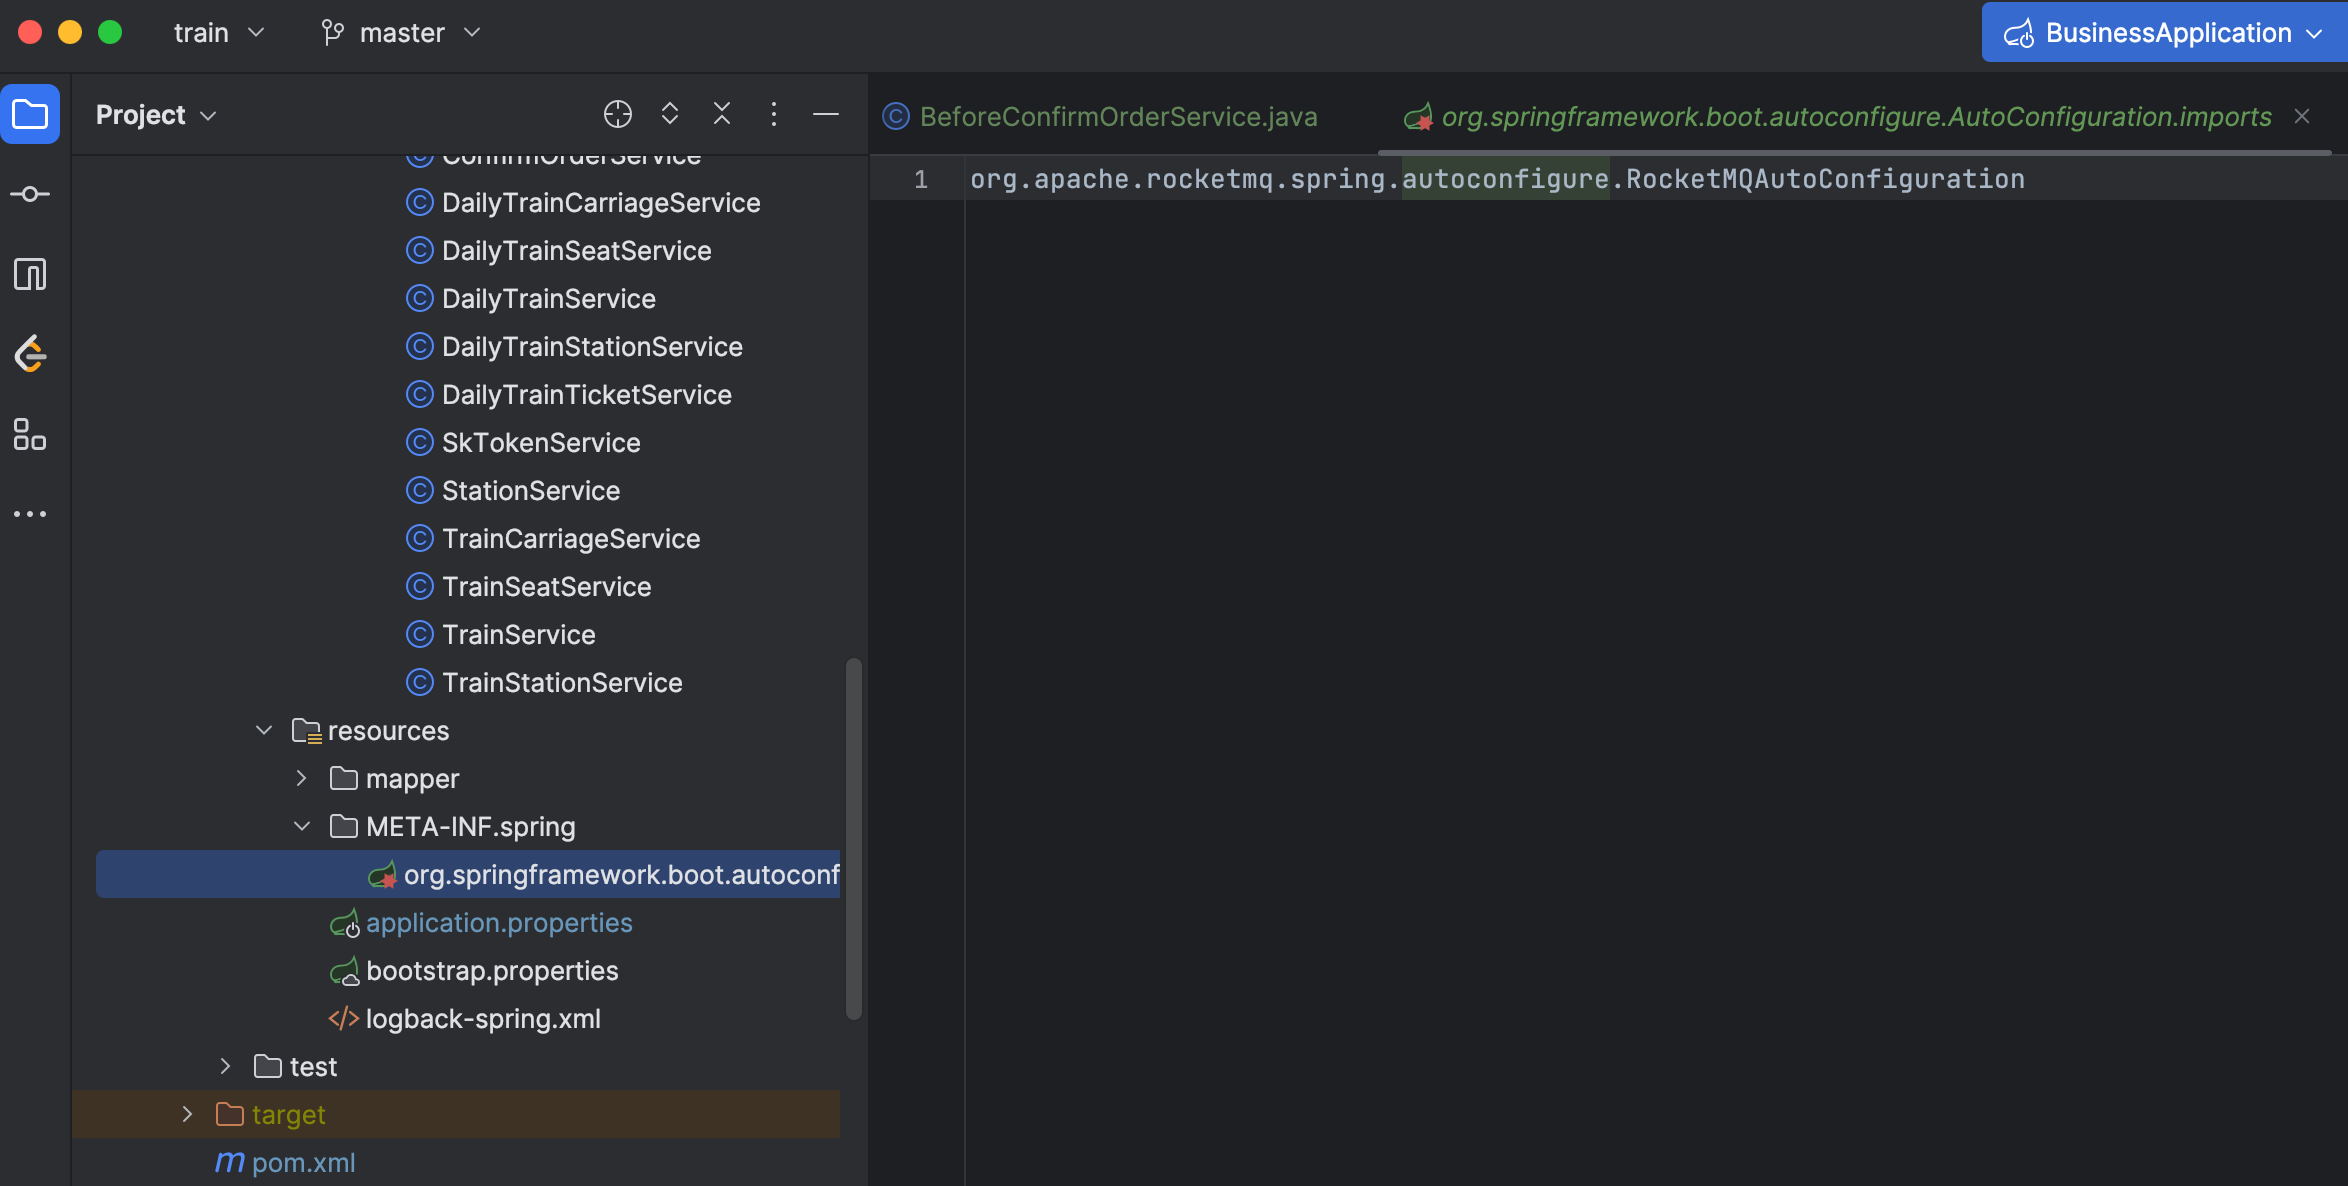 train
master
BusinessApplication
Project
BeforeConfirmOrderService.java
org.springframework.boot.autoconfigure.AutoConfiguration.imports
1 org.apache.rocketmq.spring.autoconfigure.RocketMQAutoConfiguration
ConfirmOrderService
DailyTrainCarriageService
DailyTrainSeatService
DailyTrainService
DailyTrainStationService
DailyTrainTicketService
SkTokenService
StationService
TrainCarriageService
TrainSeatService
TrainService
TrainStationService
resources
mapper
META-INF.spring
org.springframework.boot.autoconf
application.properties
bootstrap.properties
logback-spring.xml
test
target
pom.xml